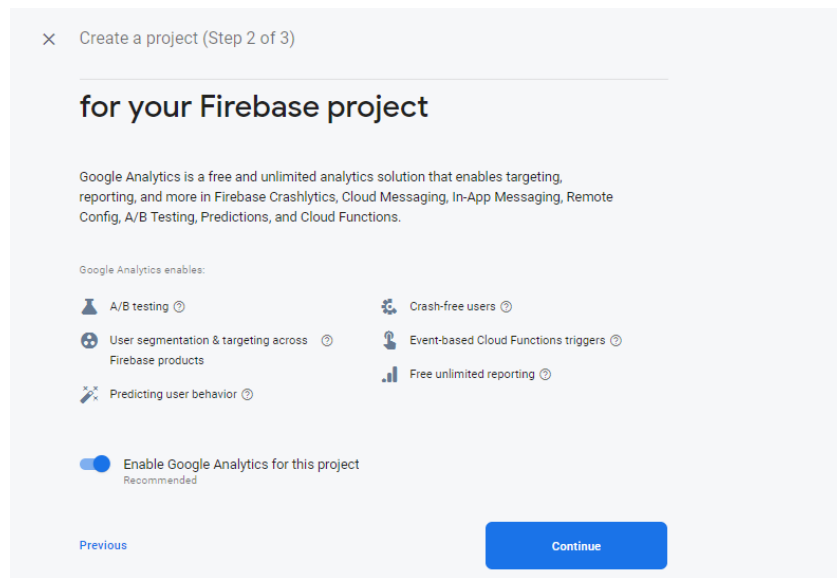 Create a project (Step 2 of 3)
for your Firebase project
Google Analytics is a free and unlimited analytics solution that enables targeting,
reporting, and more in Firebase Crashlytics, Cloud Messaging, In-App Messaging, Remote
Config, A/B Testing, Predictions, and Cloud Functions.
Google Analytics enables:
A/B testing
User segmentation & targeting across
Firebase products
Predicting user behavior
Crash-free users
Event-based Cloud Functions triggers
Free unlimited reporting
Enable Google Analytics for this project
Recommended
Previous
Continue